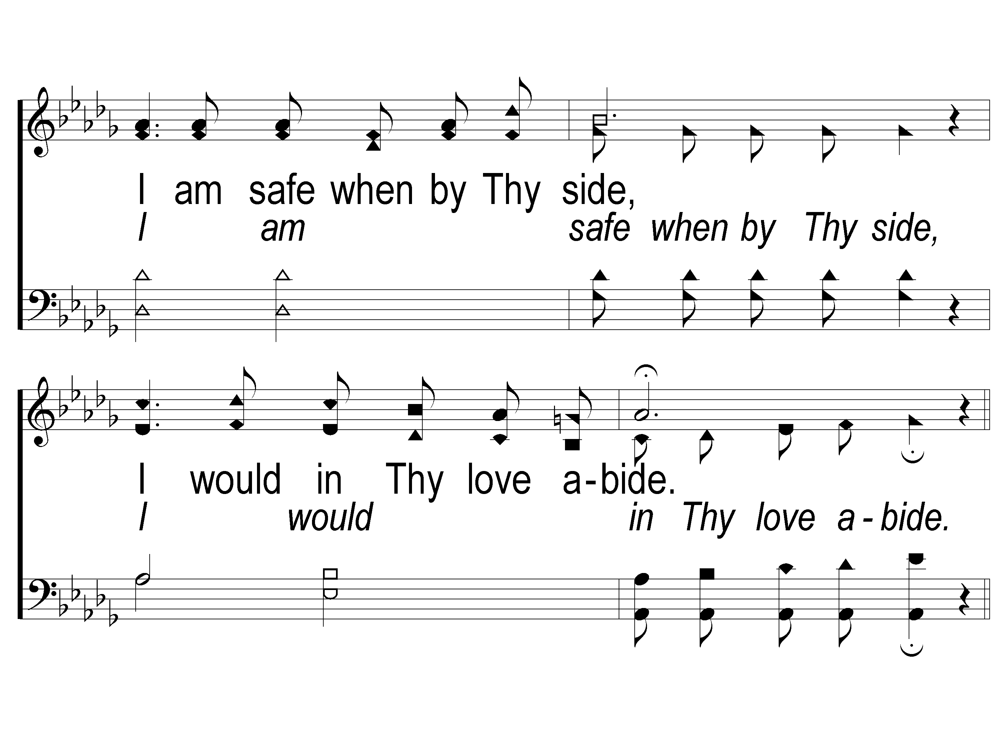 I am safe when by Thy side,
I am safe when by Thy side,
I would in Thy love a-bide.
I would in Thy love a - bide.